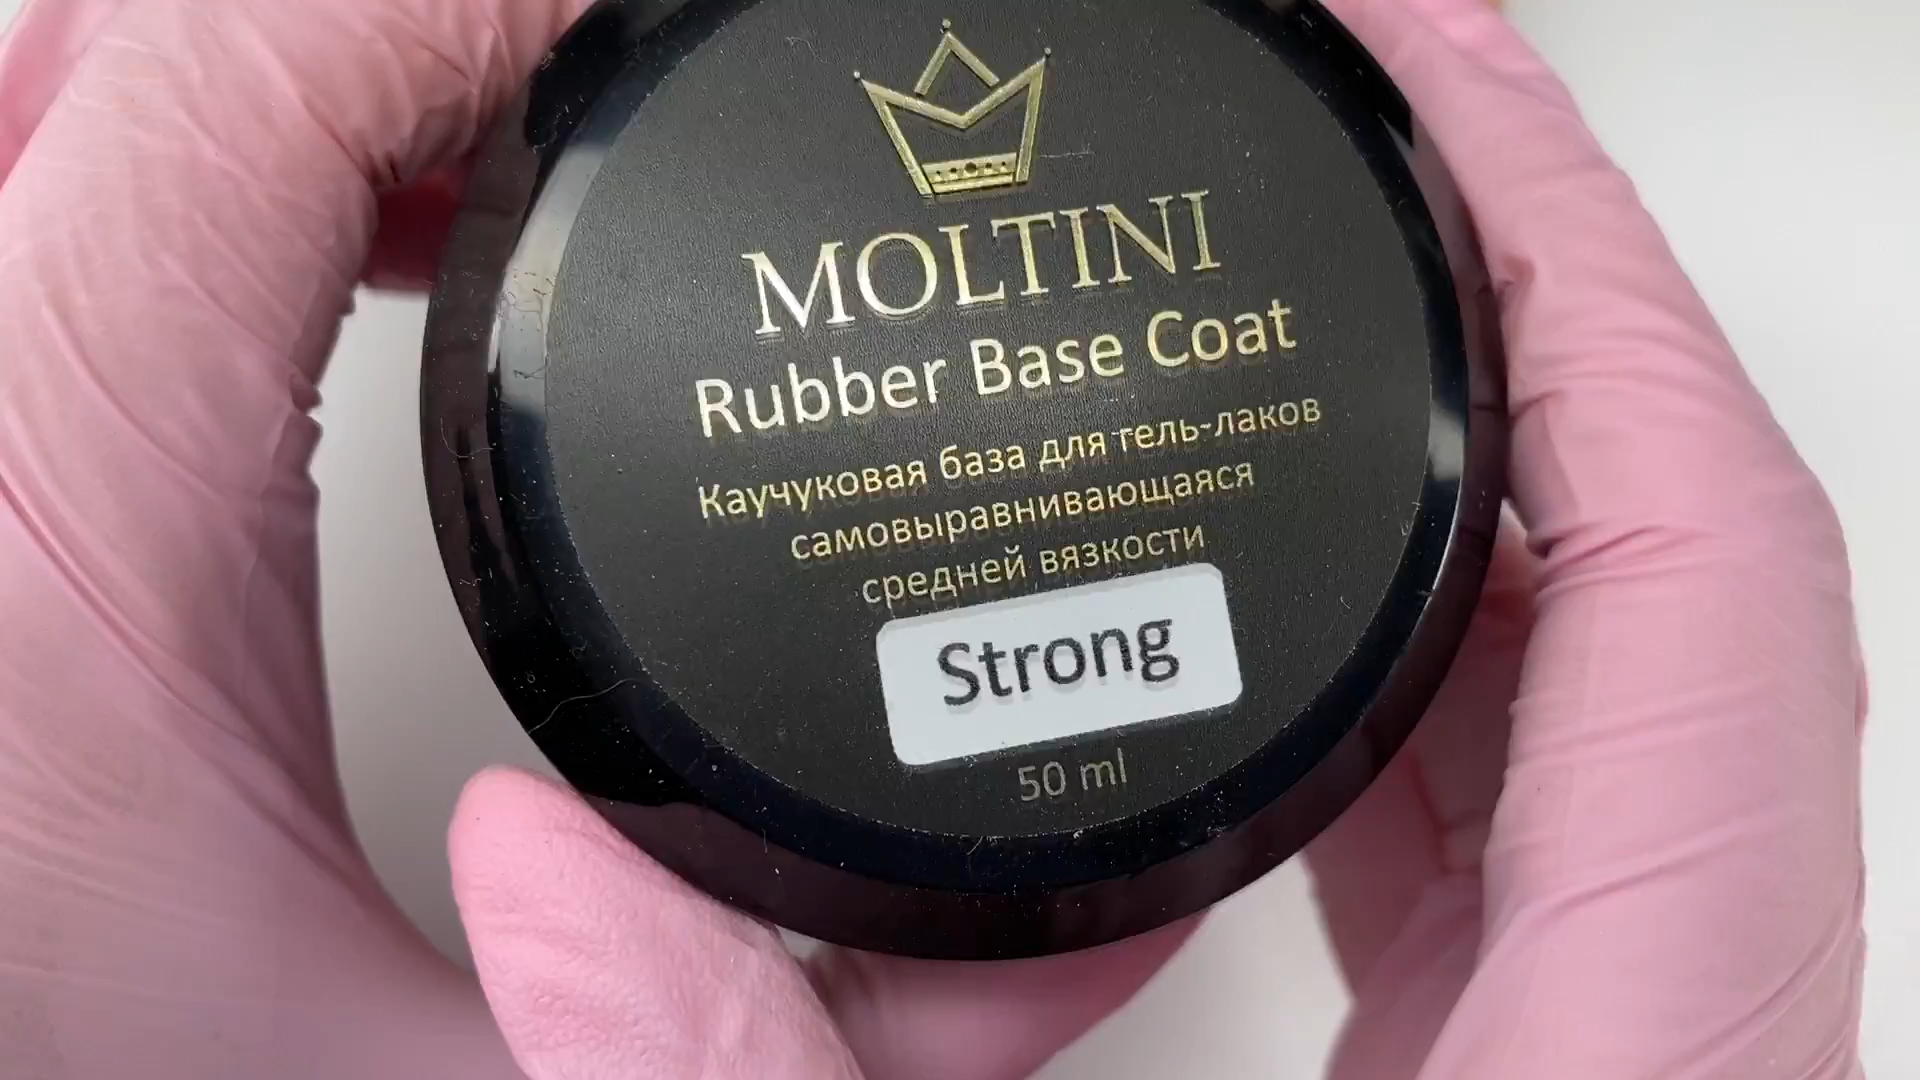 MOLTINI
Rubber Base Coat
Каучуковая база для гель-лаков
самовыравнивающаяся
средней вязкости
Strong
50 ml